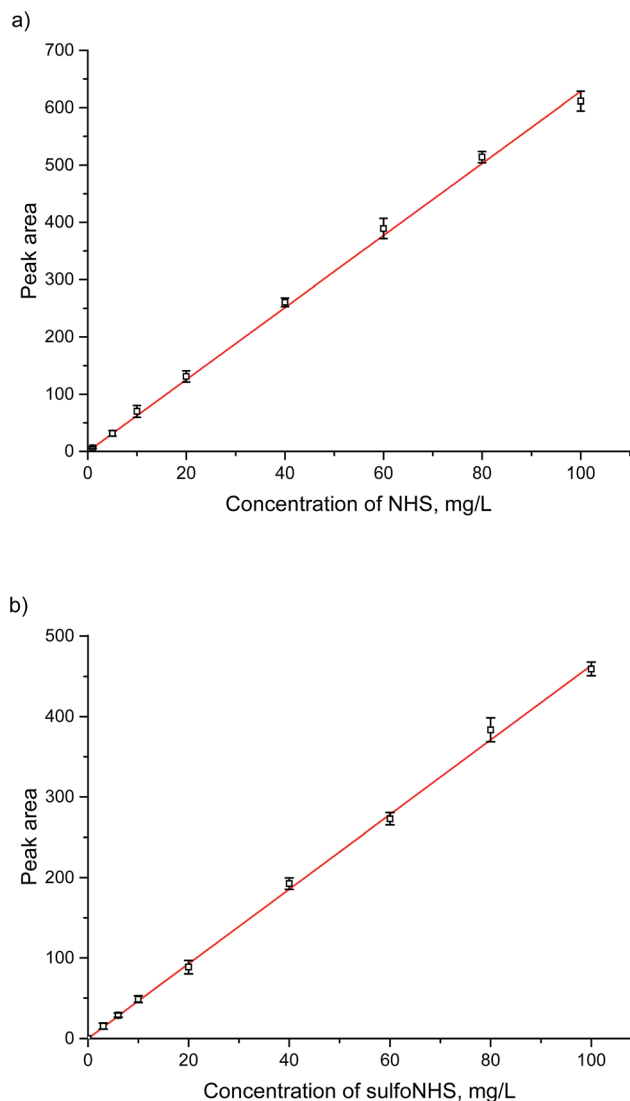 a)
700
600
500
400
300
200
100
0
Peak area
0 20 40 60 80 100
Concentration of NHS, mg/L
b)
500
400
300
200
100
0
Peak area
0 20 40 60 80 100
Concentration of sulfoNHS, mg/L